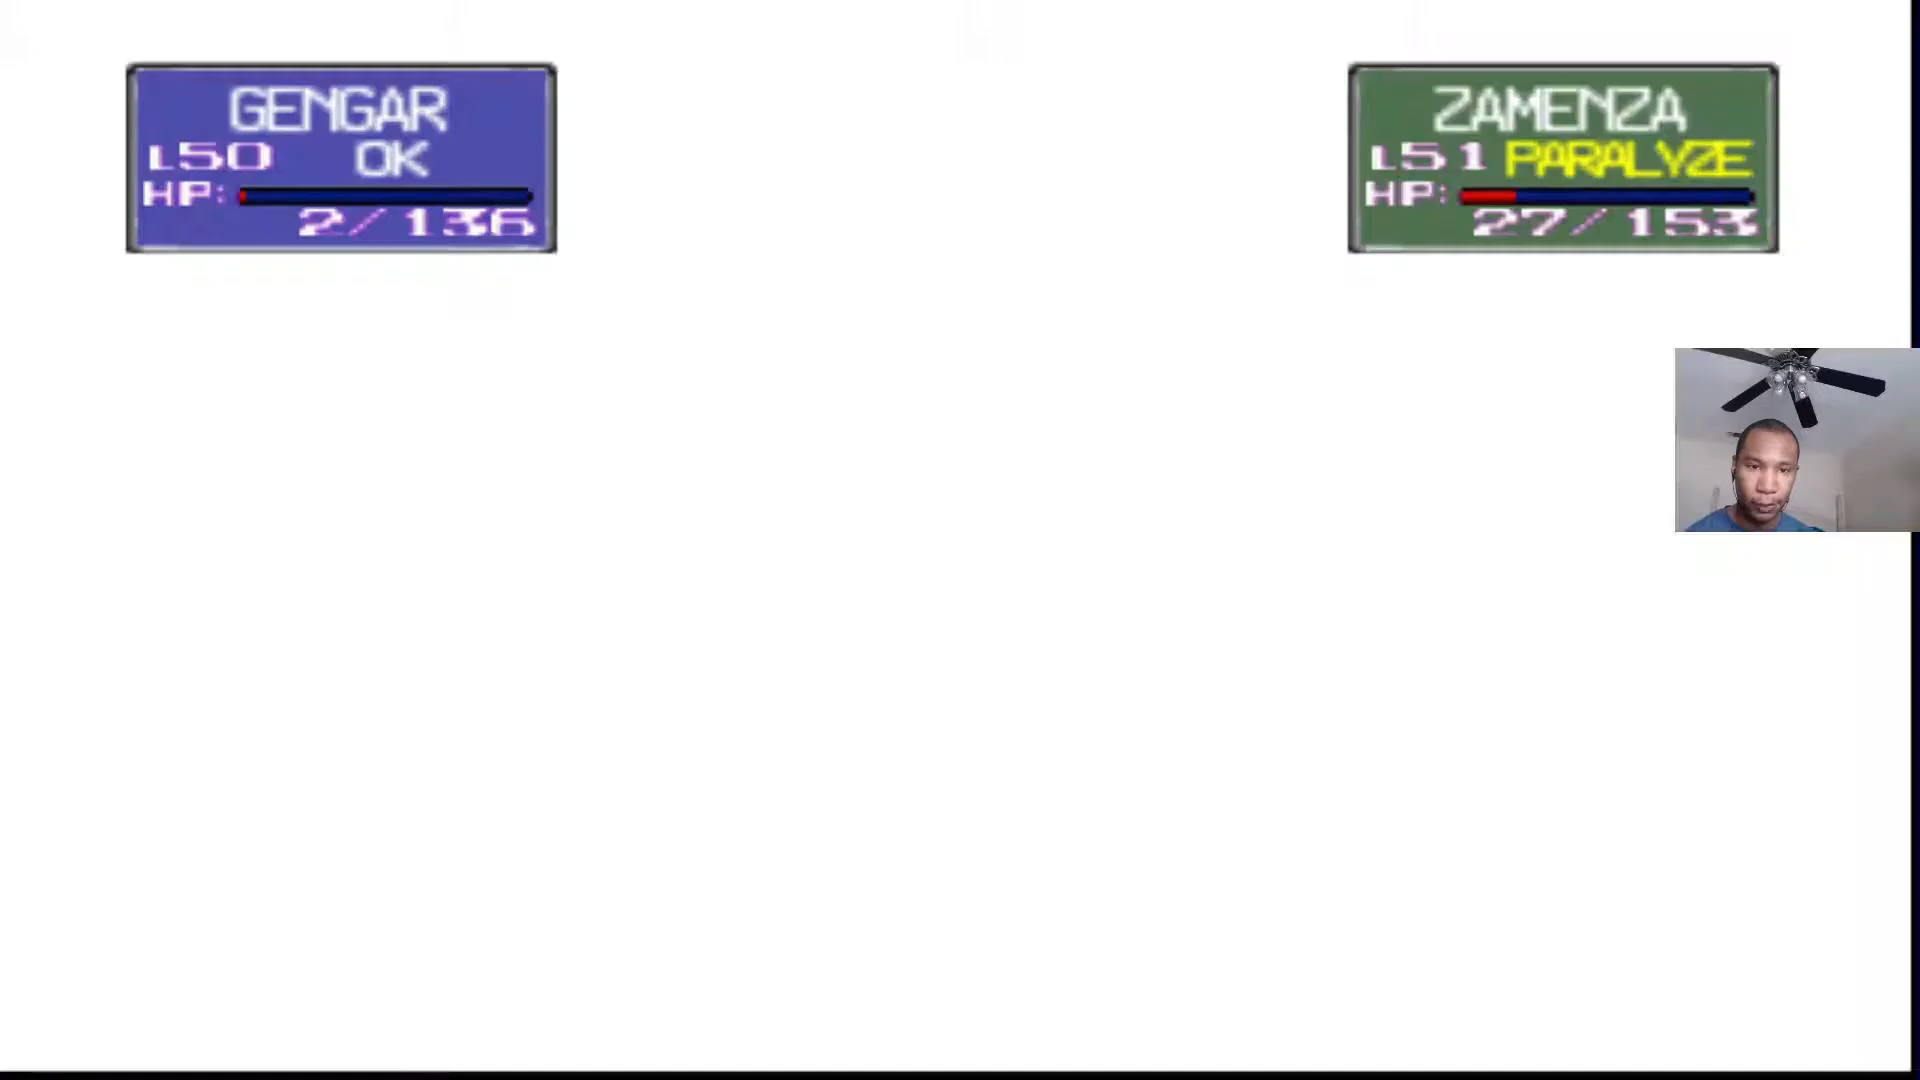 GENGAR
L50 OK
HP:
2/136
ZAMENZA
L51 PARALYZE
HP:
27/153